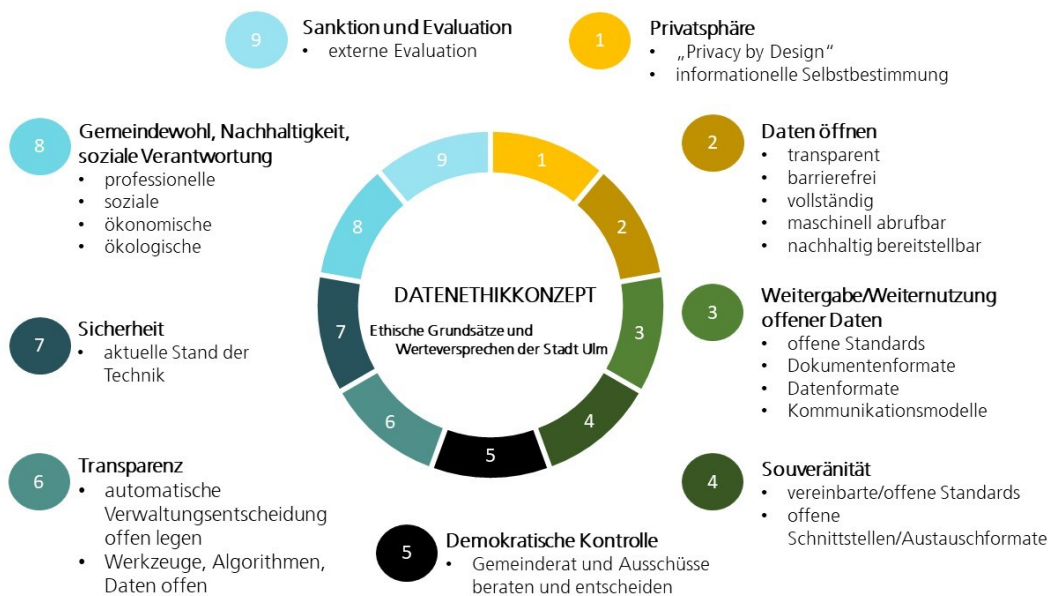 1
Privatsphäre
• „Privacy by Design“
• informationelle Selbstbestimmung
2
Daten öffnen
• transparent
• barrierefrei
• vollständig
• maschinell abrufbar
• nachhaltig bereitstellbar
3
Weitergabe/Weiternutzung
offener Daten
• offene Standards
• Dokumentenformate
• Datenformate
• Kommunikationsmodelle
4
Souveränität
• vereinbarte/offene Standards
• offene
Schnittstellen/Austauschformate
5
Demokratische Kontrolle
• Gemeinderat und Ausschüsse
beraten und entscheiden
6
Transparenz
• automatische
Verwaltungsentscheidung
offen legen
• Werkzeuge, Algorithmen,
Daten offen
7
Sicherheit
• aktuelle Stand der
Technik
8
Gemeindewohl, Nachhaltigkeit,
soziale Verantwortung
• professionelle
• soziale
• ökonomische
• ökologische
9
Sanktion und Evaluation
• externe Evaluation
DATENETHIKKONZEPT
Ethische Grundsätze und
Werteversprechen der Stadt Ulm
1
2
3
4
5
6
7
8
9